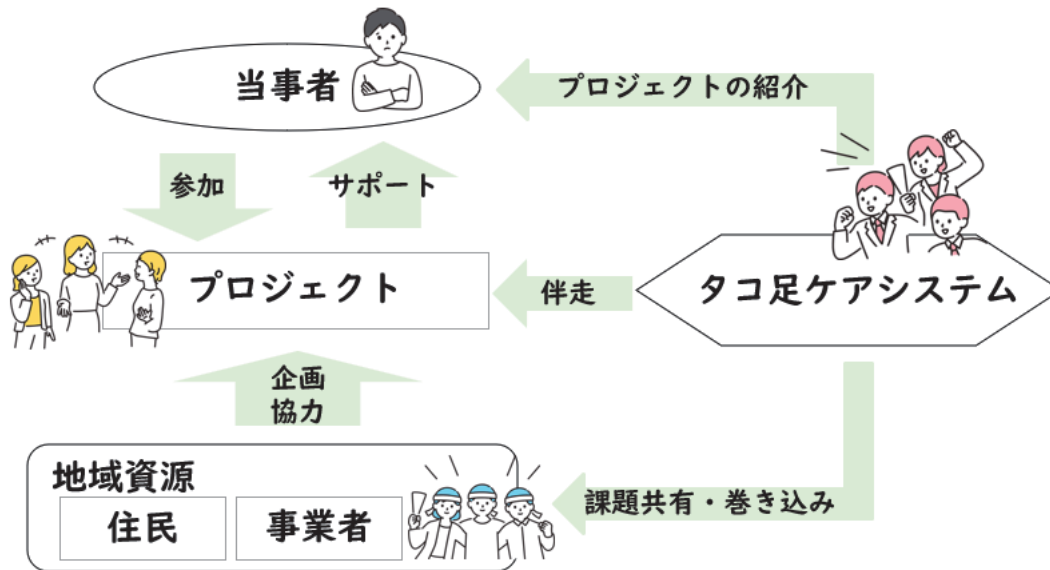 当事者
プロジェクトの紹介
参加
サポート
プロジェクト
伴走
タコ足ケアシステム
企画
協力
地域資源
住民
事業者
課題共有・巻き込み